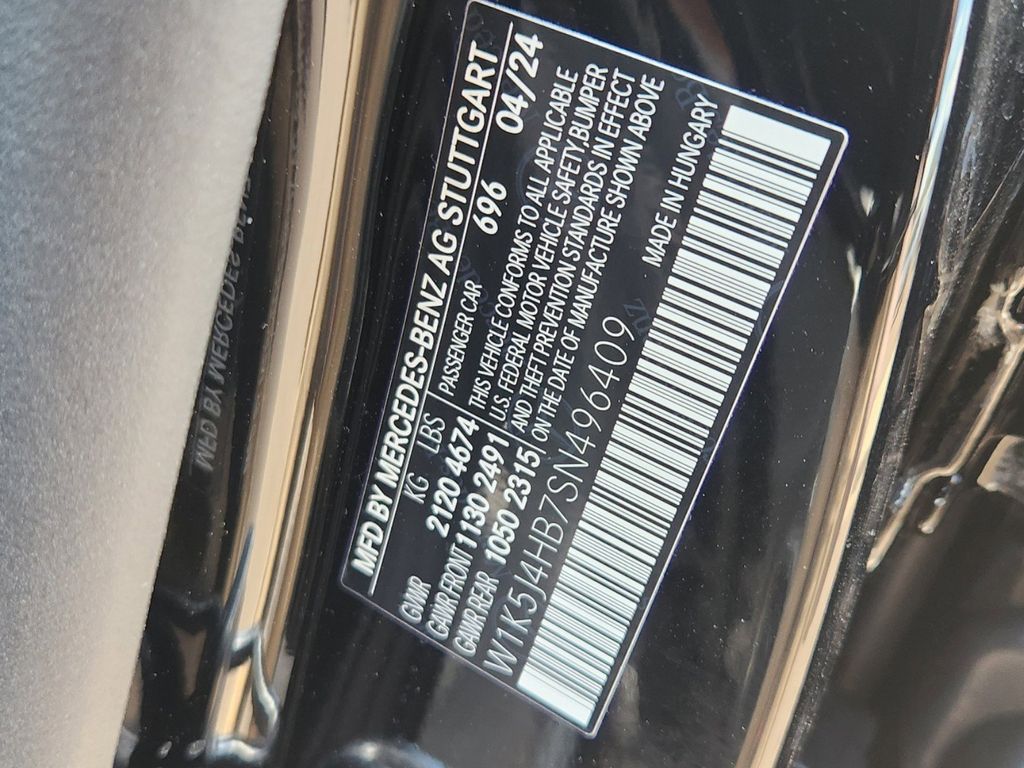 MFD BY MERCEDES-BENZ AG STUTTGART
KG LBS
GVWR 2120 4674
GAWR FRONT 1130 2491
GAWR REAR 1050 2315
PASSENGER CAR 696 04/24
THIS VEHICLE CONFORMS TO ALL APPLICABLE
U.S. FEDERAL MOTOR VEHICLE SAFETY, BUMPER
AND THEFT PREVENTION STANDARDS IN EFFECT
ON THE DATE OF MANUFACTURE SHOWN ABOVE
W1K5J4HB7SN496409
MADE IN HUNGARY